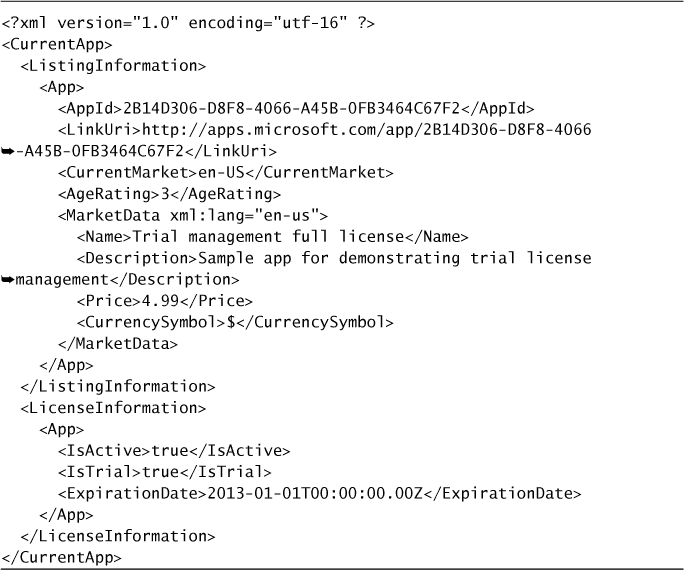 <?xml version="1.0" encoding="utf-16" ?>
<CurrentApp>
  <ListingInformation>
    <App>
      <AppId>2B14D306-D8F8-4066-A45B-0FB3464C67F2</AppId>
      <LinkUri>http://apps.microsoft.com/app/2B14D306-D8F8-4066
➥-A45B-0FB3464C67F2</LinkUri>
      <CurrentMarket>en-US</CurrentMarket>
      <AgeRating>3</AgeRating>
      <MarketData xml:lang="en-us">
        <Name>Trial management full license</Name>
        <Description>Sample app for demonstrating trial license
➥management</Description>
        <Price>4.99</Price>
        <CurrencySymbol>$</CurrencySymbol>
      </MarketData>
    </App>
  </ListingInformation>
  <LicenseInformation>
    <App>
      <IsActive>true</IsActive>
      <IsTrial>true</IsTrial>
      <ExpirationDate>2013-01-01T00:00:00.00Z</ExpirationDate>
    </App>
  </LicenseInformation>
</CurrentApp>